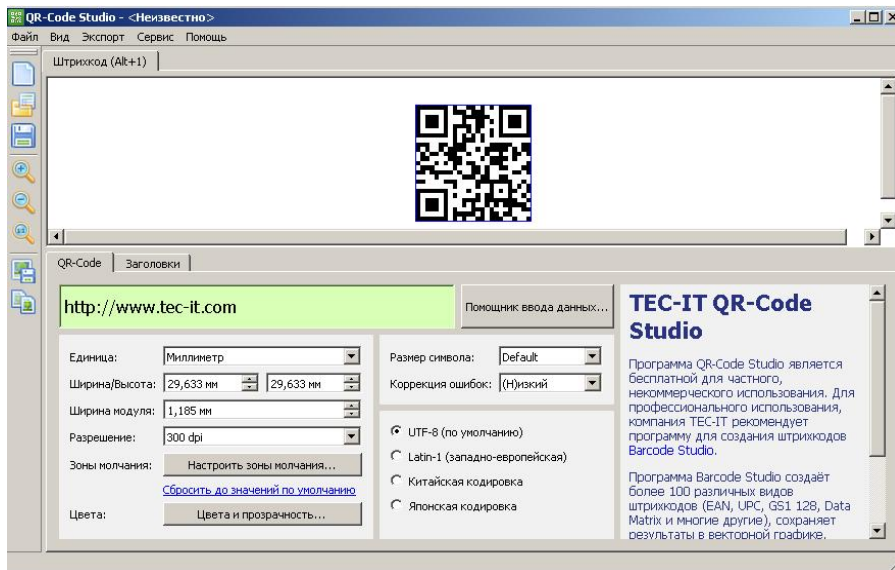 QR-Code Studio - <Неизвестно>
Файл Вид Экспорт Сервис Помощь
Штрихкод (Alt+1)
QR-Code Заголовки
http://www.tec-it.com
Помощник ввода данных...
Единица: Миллиметр
Ширина/Высота: 29,633 мм 29,633 мм
Ширина модуля: 1,185 мм
Разрешение: 300 dpi
Зоны молчания: Настроить зоны молчания...
Сбросить до значений по умолчанию
Цвета: Цвета и прозрачность...
Размер символа: Default
Коррекция ошибок: (H)изкий
UTF-8 (по умолчанию)
Latin-1 (западно-европейская)
Китайская кодировка
Японская кодировка
TEC-IT QR-Code
Studio
Программа QR-Code Studio является
бесплатной для частного,
некоммерческого использования. Для
профессионального использования,
компания TEC-IT рекомендует
программу для создания штрихкодов
Barcode Studio.
Программа Barcode Studio создаёт
более 100 различных видов
штрихкодов (EAN, UPC, GS1 128, Data
Matrix и многие другие), сохраняет
результаты в векторной графике.